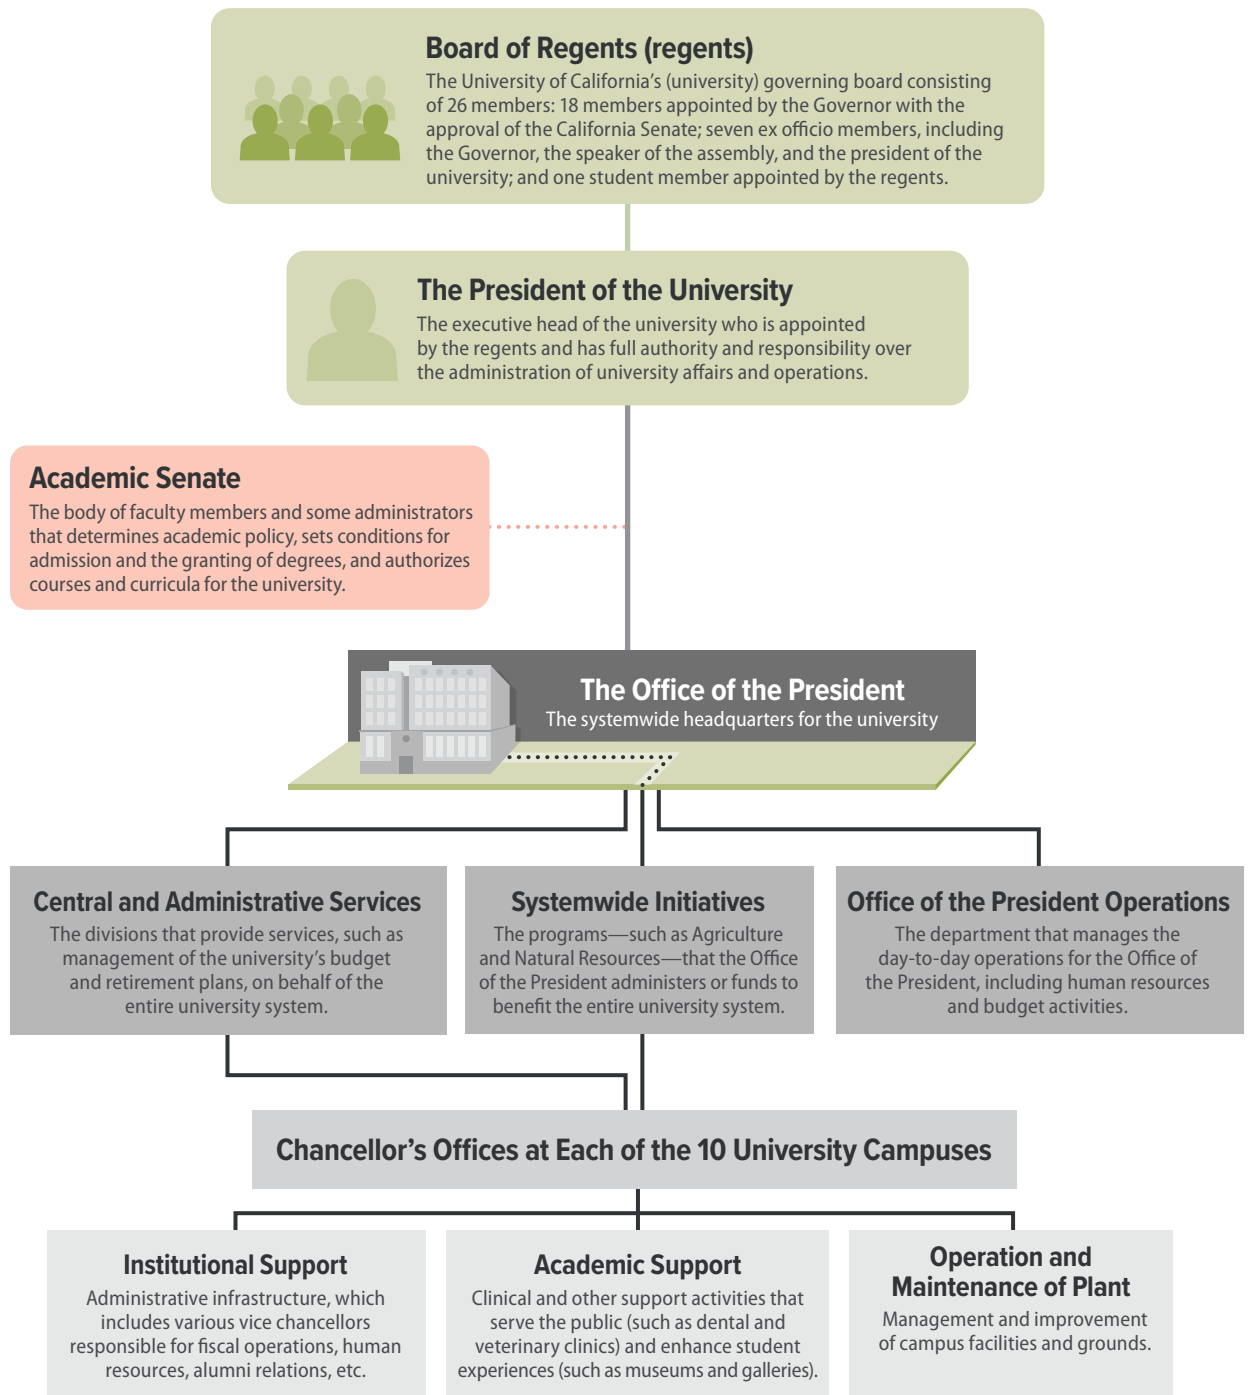 Board of Regents (regents)
The University of California’s (university) governing board consisting
of 26 members: 18 members appointed by the Governor with the
approval of the California Senate; seven ex officio members, including
the Governor, the speaker of the assembly, and the president of the
university; and one student member appointed by the regents.
The President of the University
The executive head of the university who is appointed
by the regents and has full authority and responsibility over
the administration of university affairs and operations.
Academic Senate
The body of faculty members and some administrators
that determines academic policy, sets conditions for
admission and the granting of degrees, and authorizes
courses and curricula for the university.
The Office of the President
The systemwide headquarters for the university
Central and Administrative Services
The divisions that provide services, such as
management of the university’s budget
and retirement plans, on behalf of the
entire university system.
Systemwide Initiatives
The programs—such as Agriculture
and Natural Resources—that the Office
of the President administers or funds to
benefit the entire university system.
Office of the President Operations
The department that manages the
day-to-day operations for the Office of
the President, including human resources
and budget activities.
Chancellor’s Offices at Each of the 10 University Campuses
Institutional Support
Administrative infrastructure, which
includes various vice chancellors
responsible for fiscal operations, human
resources, alumni relations, etc.
Academic Support
Clinical and other support activities that
serve the public (such as dental and
veterinary clinics) and enhance student
experiences (such as museums and galleries).
Operation and
Maintenance of Plant
Management and improvement
of campus facilities and grounds.